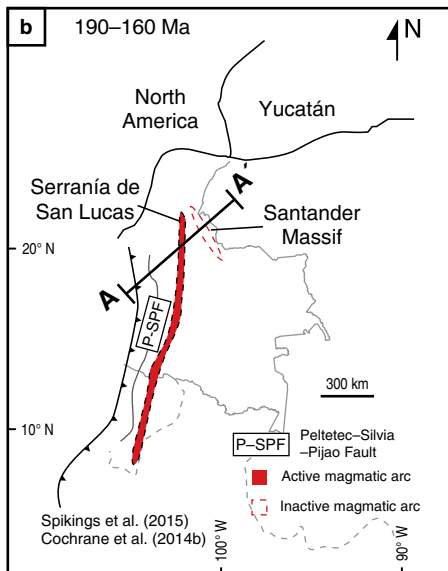 b
190–160 Ma
N
North
America
Yucatán
Serranía de
San Lucas
A
Santander
Massif
20° N
A
P-SPF
300 km
10° N
P–SPF
Peltetec–Silvia
–Pijao Fault
Active magmatic arc
Inactive magmatic arc
Spikings et al. (2015)
Cochrane et al. (2014b)
100° W
90° W